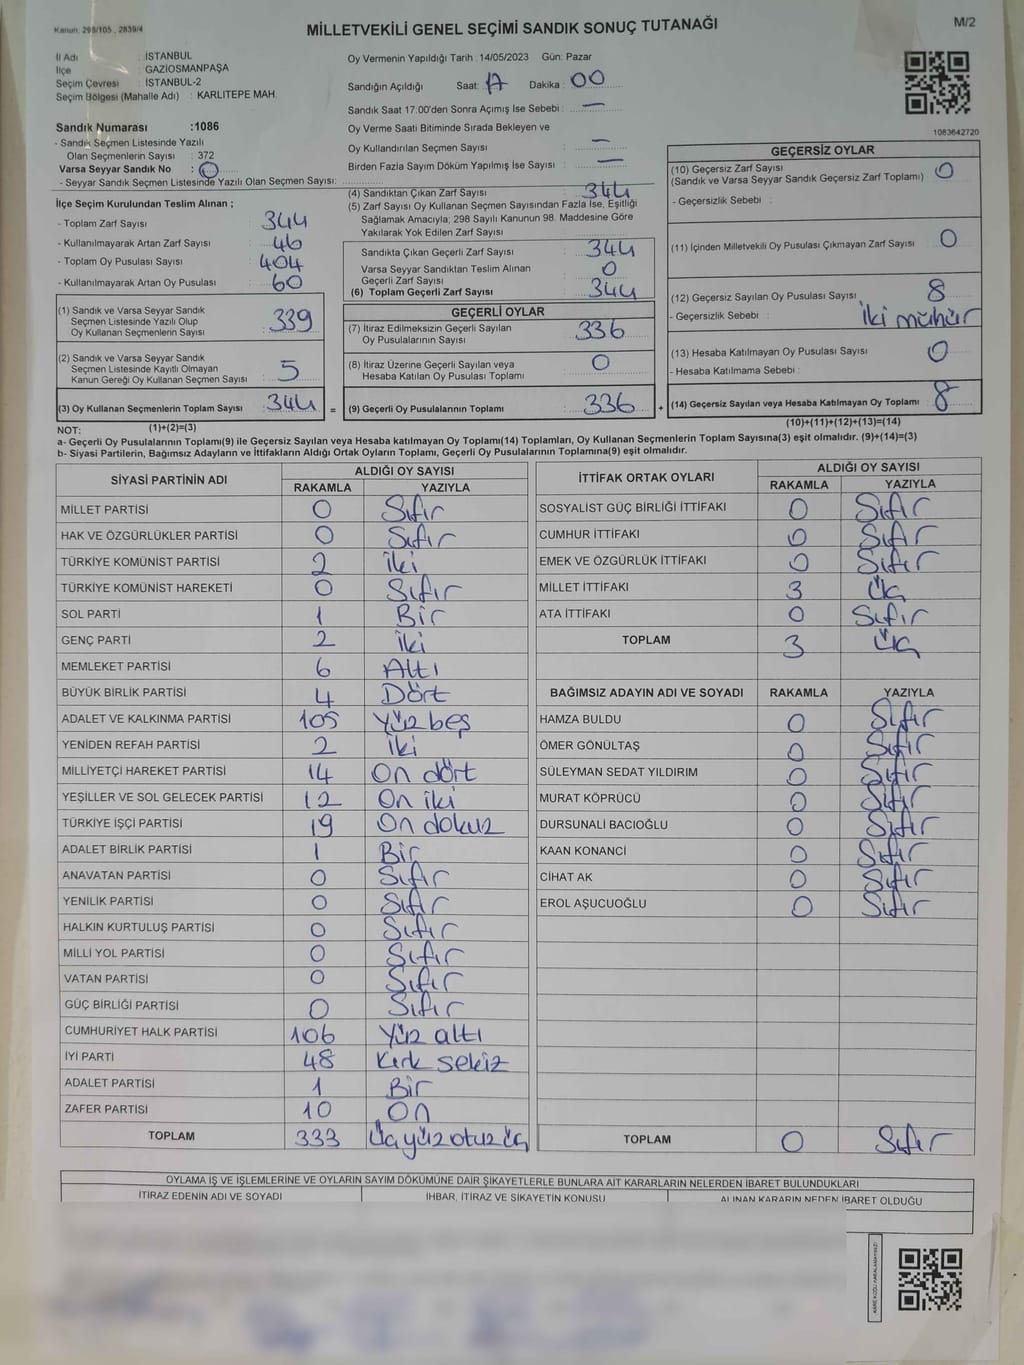 Kanun: 298/105 , 2839/4
MİLLETVEKİLİ GENEL SEÇİMİ SANDIK SONUÇ TUTANAĞI
M/2
İl Adı : İSTANBUL
İlçe : GAZİOSMANPAŞA
Seçim Çevresi : İSTANBUL-2
Seçim Bölgesi (Mahalle Adı) : KARLITEPE MAH.
Sandık Numarası :1086
- Sandık Seçmen Listesinde Yazılı
Olan Seçmenlerin Sayısı : 372
Varsa Seyyar Sandık No : 0
- Seyyar Sandık Seçmen Listesinde Yazılı Olan Seçmen Sayısı:
İlçe Seçim Kurulundan Teslim Alınan ;
- Toplam Zarf Sayısı : 344
- Kullanılmayarak Artan Zarf Sayısı : 46
- Toplam Oy Pusulası Sayısı : 404
- Kullanılmayarak Artan Oy Pusulası : 60
(1) Sandık ve Varsa Seyyar Sandık
Seçmen Listesinde Yazılı Olup
Oy Kullanan Seçmenlerin Sayısı : 339
(2) Sandık ve Varsa Seyyar Sandık
Seçmen Listesinde Kayıtlı Olmayan
Kanun Gereği Oy Kullanan Seçmen Sayısı : 5
(3) Oy Kullanan Seçmenlerin Toplam Sayısı : 344 =
Oy Vermenin Yapıldığı Tarih :14/05/2023 Gün: Pazar
Sandığın Açıldığı Saat: 17 Dakika : 00
Sandık Saat 17:00'den Sonra Açımış İse Sebebi : —
Oy Verme Saati Bitiminde Sırada Bekleyen ve
Oy Kullandırılan Seçmen Sayısı : —
Birden Fazla Sayım Döküm Yapılmış İse Sayısı : —
(4) Sandıktan Çıkan Zarf Sayısı : 344
(5) Zarf Sayısı Oy Kullanan Seçmen Sayısından Fazla İse, Eşitliği
Sağlamak Amacıyla; 298 Sayılı Kanunun 98. Maddesine Göre
Yakılarak Yok Edilen Zarf Sayısı :
Sandıkta Çıkan Geçerli Zarf Sayısı : 344
Varsa Seyyar Sandıktan Teslim Alınan
Geçerli Zarf Sayısı : 0
(6) Toplam Geçerli Zarf Sayısı : 344
GEÇERLİ OYLAR
(7) İtiraz Edilmeksizin Geçerli Sayılan
Oy Pusulalarının Sayısı : 336
(8) İtiraz Üzerine Geçerli Sayılan veya
Hesaba Katılan Oy Pusulası Toplamı : 0
(9) Geçerli Oy Pusulalarının Toplamı : 336 +
1083642720
GEÇERSİZ OYLAR
(10) Geçersiz Zarf Sayısı : 0
(Sandık ve Varsa Seyyar Sandık Geçersiz Zarf Toplamı)
- Geçersizlik Sebebi :
(11) İçinden Milletvekili Oy Pusulası Çıkmayan Zarf Sayısı : 0
(12) Geçersiz Sayılan Oy Pusulası Sayısı : 8
- Geçersizlik Sebebi : İki mühür
(13) Hesaba Katılmayan Oy Pusulası Sayısı : 0
- Hesaba Katılmama Sebebi :
(14) Geçersiz Sayılan veya Hesaba Katılmayan Oy Toplamı : 8
NOT: (1)+(2)=(3) (10)+(11)+(12)+(13)=(14)
a- Geçerli Oy Pusulalarının Toplamı(9) ile Geçersiz Sayılan veya Hesaba katılmayan Oy Toplamı(14) Toplamları, Oy Kullanan Seçmenlerin Toplam Sayısına(3) eşit olmalıdır. (9)+(14)=(3)
b- Siyasi Partilerin, Bağımsız Adayların ve İttifakların Aldığı Ortak Oyların Toplamı, Geçerli Oy Pusulalarının Toplamına(9) eşit olmalıdır.
SİYASİ PARTİNİN ADI ALDIĞI OY SAYISI
RAKAMLA YAZIYLA
MİLLET PARTİSİ 0 Sıfır
HAK VE ÖZGÜRLÜKLER PARTİSİ 0 Sıfır
TÜRKİYE KOMÜNİST PARTİSİ 2 İki
TÜRKİYE KOMÜNİST HAREKETİ 0 Sıfır
SOL PARTİ 1 Bir
GENÇ PARTİ 2 İki
MEMLEKET PARTİSİ 6 Altı
BÜYÜK BİRLİK PARTİSİ 4 Dört
ADALET VE KALKINMA PARTİSİ 105 Yüz beş
YENİDEN REFAH PARTİSİ 2 İki
MİLLİYETÇİ HAREKET PARTİSİ 14 On dört
YEŞİLLER VE SOL GELECEK PARTİSİ 12 On iki
TÜRKİYE İŞÇİ PARTİSİ 19 On dokuz
ADALET BİRLİK PARTİSİ 1 Bir
ANAVATAN PARTİSİ 0 Sıfır
YENİLİK PARTİSİ 0 Sıfır
HALKIN KURTULUŞ PARTİSİ 0 Sıfır
MİLLİ YOL PARTİSİ 0 Sıfır
VATAN PARTİSİ 0 Sıfır
GÜÇ BİRLİĞİ PARTİSİ 0 Sıfır
CUMHURİYET HALK PARTİSİ 106 Yüz altı
İYİ PARTİ 48 Kırk sekiz
ADALET PARTİSİ 1 Bir
ZAFER PARTİSİ 10 On
TOPLAM 333 Üçyüz otuz üç
İTTİFAK ORTAK OYLARI ALDIĞI OY SAYISI
RAKAMLA YAZIYLA
SOSYALİST GÜÇ BİRLİĞİ İTTİFAKI 0 Sıfır
CUMHUR İTTİFAKI 0 Sıfır
EMEK VE ÖZGÜRLÜK İTTİFAKI 0 Sıfır
MİLLET İTTİFAKI 3 Üç
ATA İTTİFAKI 0 Sıfır
TOPLAM 3 Üç
BAĞIMSIZ ADAYIN ADI VE SOYADI RAKAMLA YAZIYLA
HAMZA BULDU 0 Sıfır
ÖMER GÖNÜLTAŞ 0 Sıfır
SÜLEYMAN SEDAT YILDIRIM 0 Sıfır
MURAT KÖPRÜCÜ 0 Sıfır
DURSUNALİ BACIOĞLU 0 Sıfır
KAAN KONANCİ 0 Sıfır
CİHAT AK 0 Sıfır
EROL AŞUCUOĞLU 0 Sıfır
TOPLAM 0 Sıfır
OYLAMA İŞ VE İŞLEMLERİNE VE OYLARIN SAYIM DÖKÜMÜNE DAİR ŞİKAYETLERLE BUNLARA AİT KARARLARIN NELERDEN İBARET BULUNDUKLARI
İTİRAZ EDENİN ADI VE SOYADI İHBAR, İTİRAZ VE ŞİKAYETİN KONUSU ALINAN KARARIN NEDEN İBARET OLDUĞU